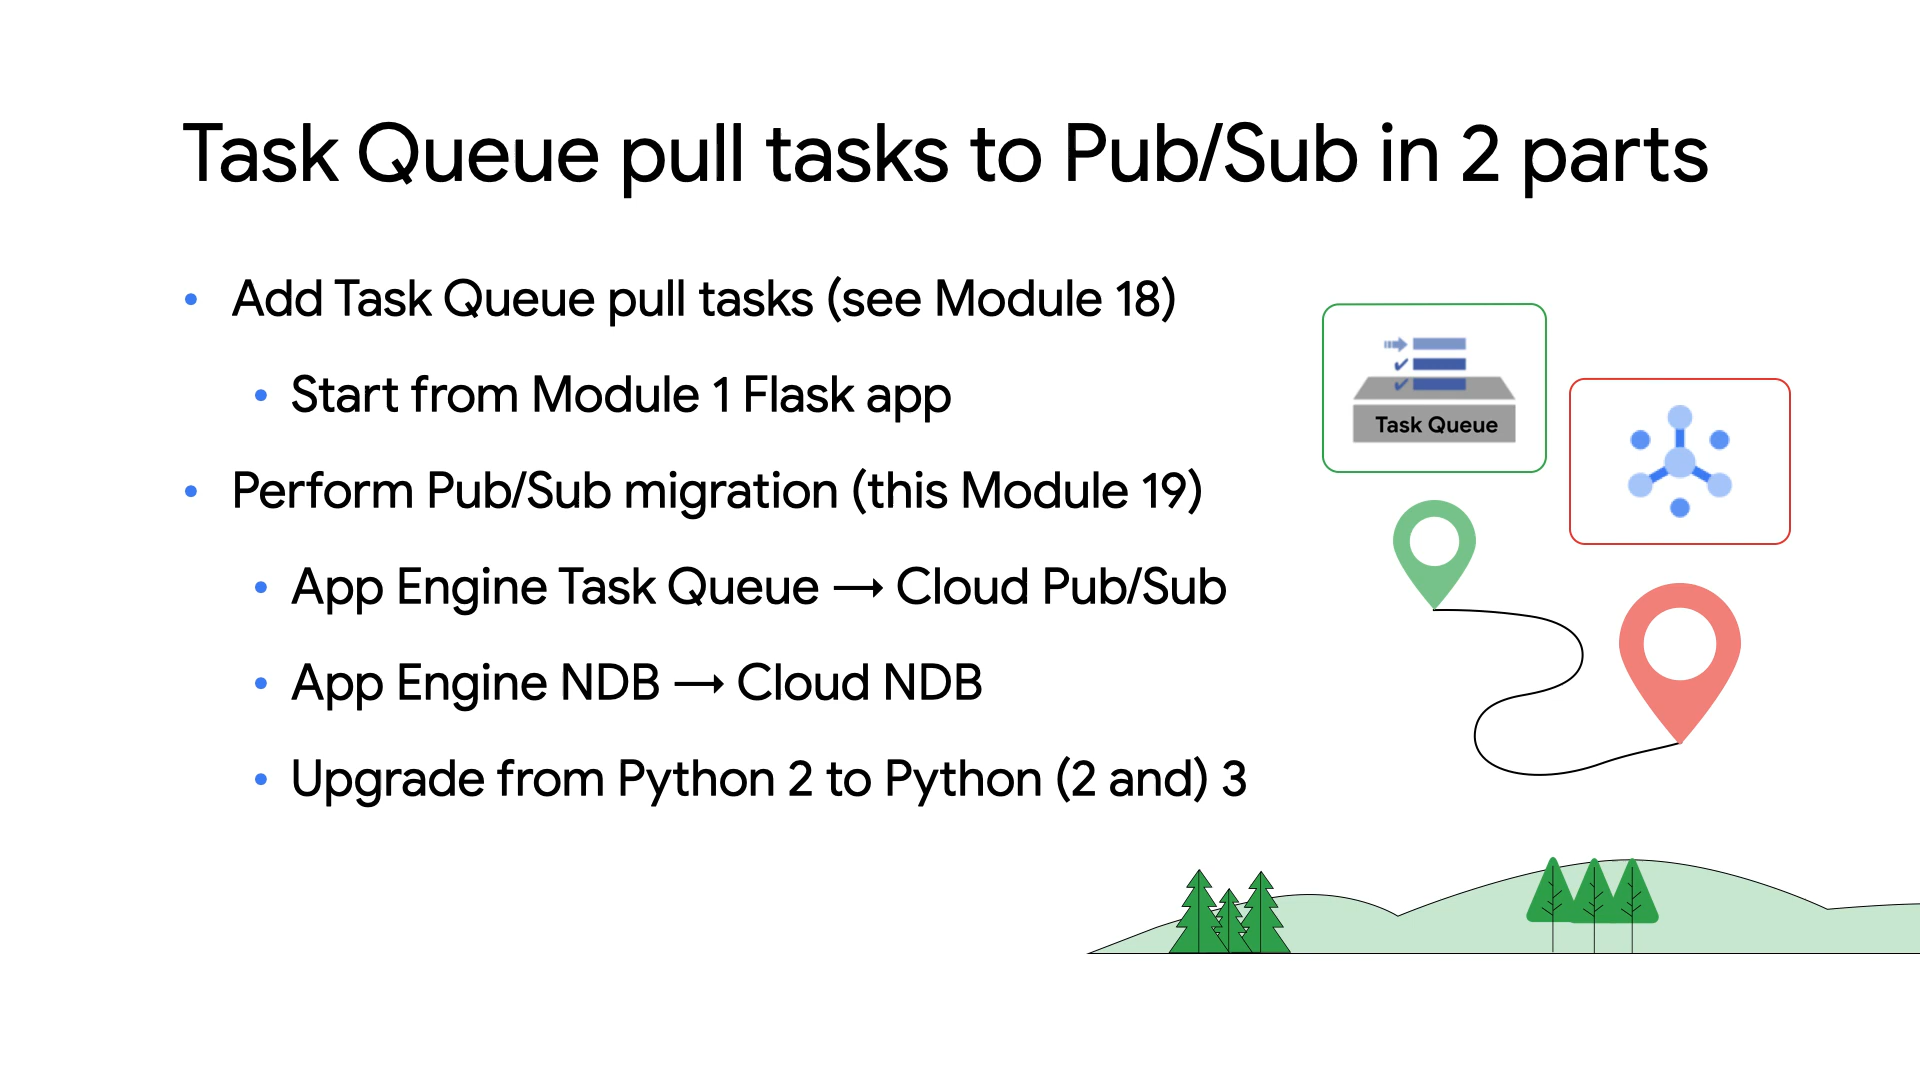 Task Queue pull tasks to Pub/Sub in 2 parts
• Add Task Queue pull tasks (see Module 18)
• Start from Module 1 Flask app
• Perform Pub/Sub migration (this Module 19)
• App Engine Task Queue → Cloud Pub/Sub
• App Engine NDB → Cloud NDB
• Upgrade from Python 2 to Python (2 and) 3
Task Queue